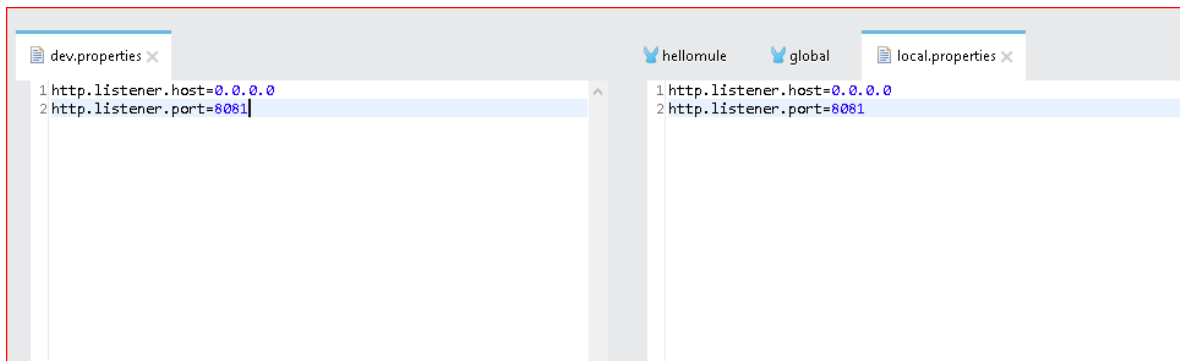 dev.properties
1 http.listener.host=0.0.0.0
2 http.listener.port=8081
hellomule global local.properties
1 http.listener.host=0.0.0.0
2 http.listener.port=8081